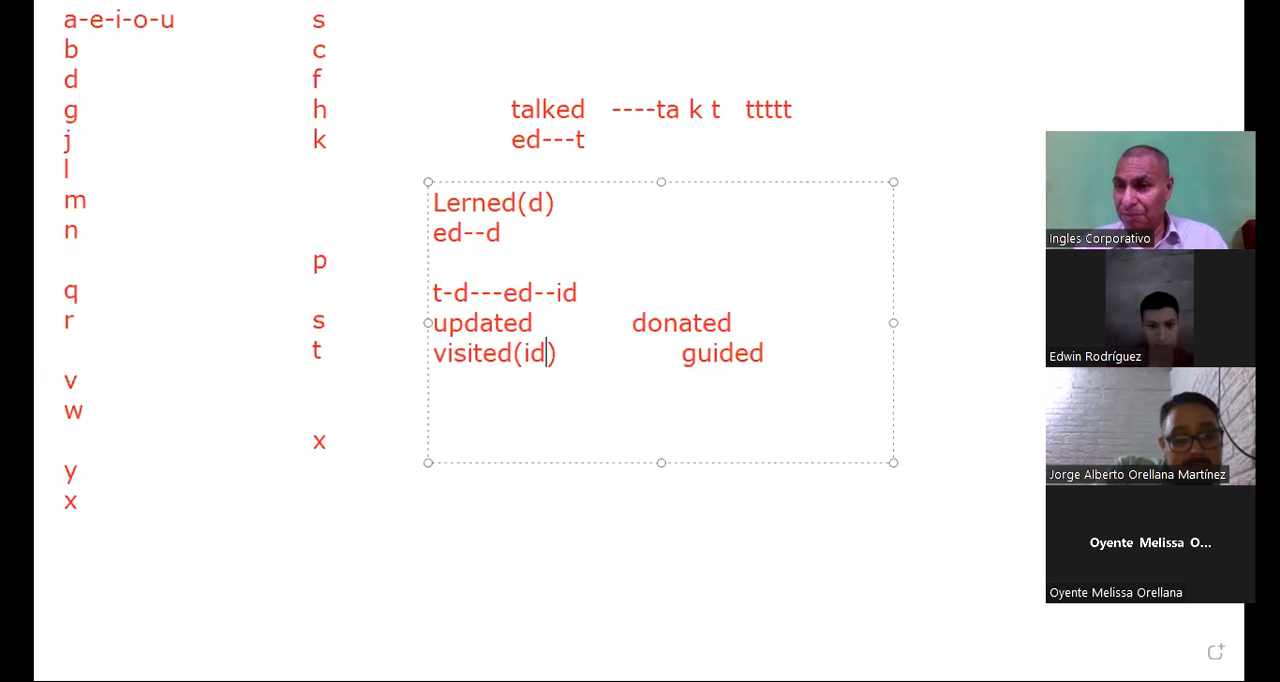 a-e-i-o-u
b
d
g
j
l
m
n
q
r
v
w
y
x
s
c
f
h
k
p
s
t
x
talked ----ta k t ttttt
ed---t
Lerned(d)
ed--d
t-d---ed--id
updated donated
visited(id) guided
Ingles Corporativo
Edwin Rodríguez
Jorge Alberto Orellana Martínez
Oyente Melissa O...
Oyente Melissa Orellana